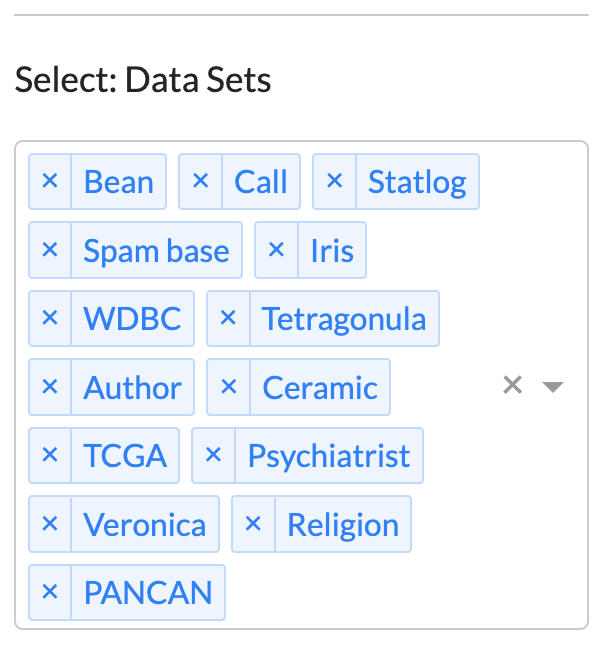 Select: Data Sets
× Bean × Call × Statlog
× Spam base × Iris
× WDBC × Tetragonula
× Author × Ceramic ×
× TCGA × Psychiatrist
× Veronica × Religion
× PANCAN